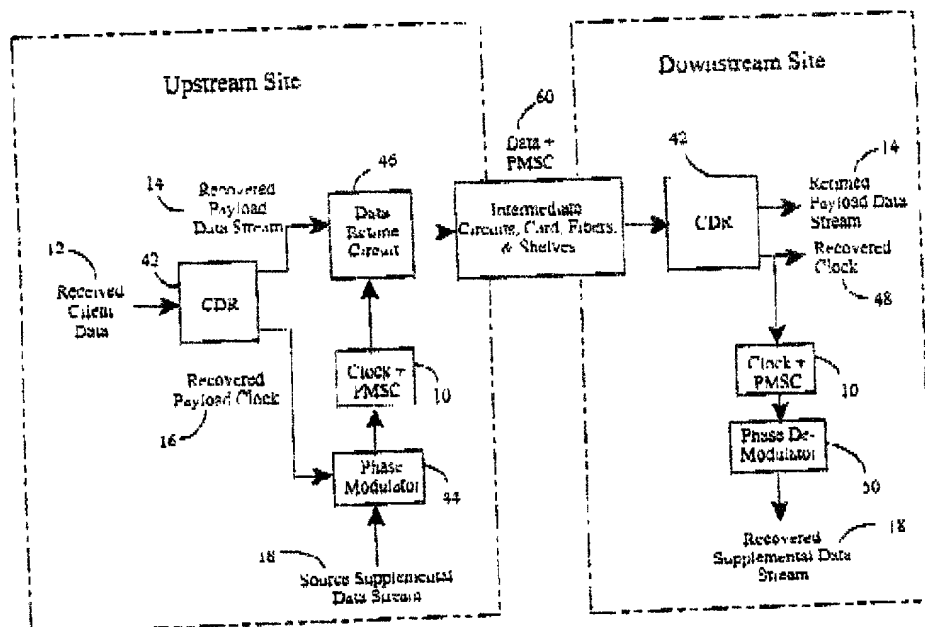 Upstream Site
Downstream Site
60
Data +
PMSC
46
14
Recovered
Payload
Data Stream
Data
Retime
Circuit
Intermediate
Circuits, Card, Fibers,
& Shelves
42
CDR
14
Retimed
Payload Data
Stream
Recovered
Clock
48
12
Received
Client
Data
42
CDR
Recovered
Payload Clock
16
Clock +
PMSC
10
Phase
Modulator
44
18
Source Supplemental
Data Stream
Clock +
PMSC
10
Phase De-
Modulator
50
Recovered
Supplemental Data
Stream
18